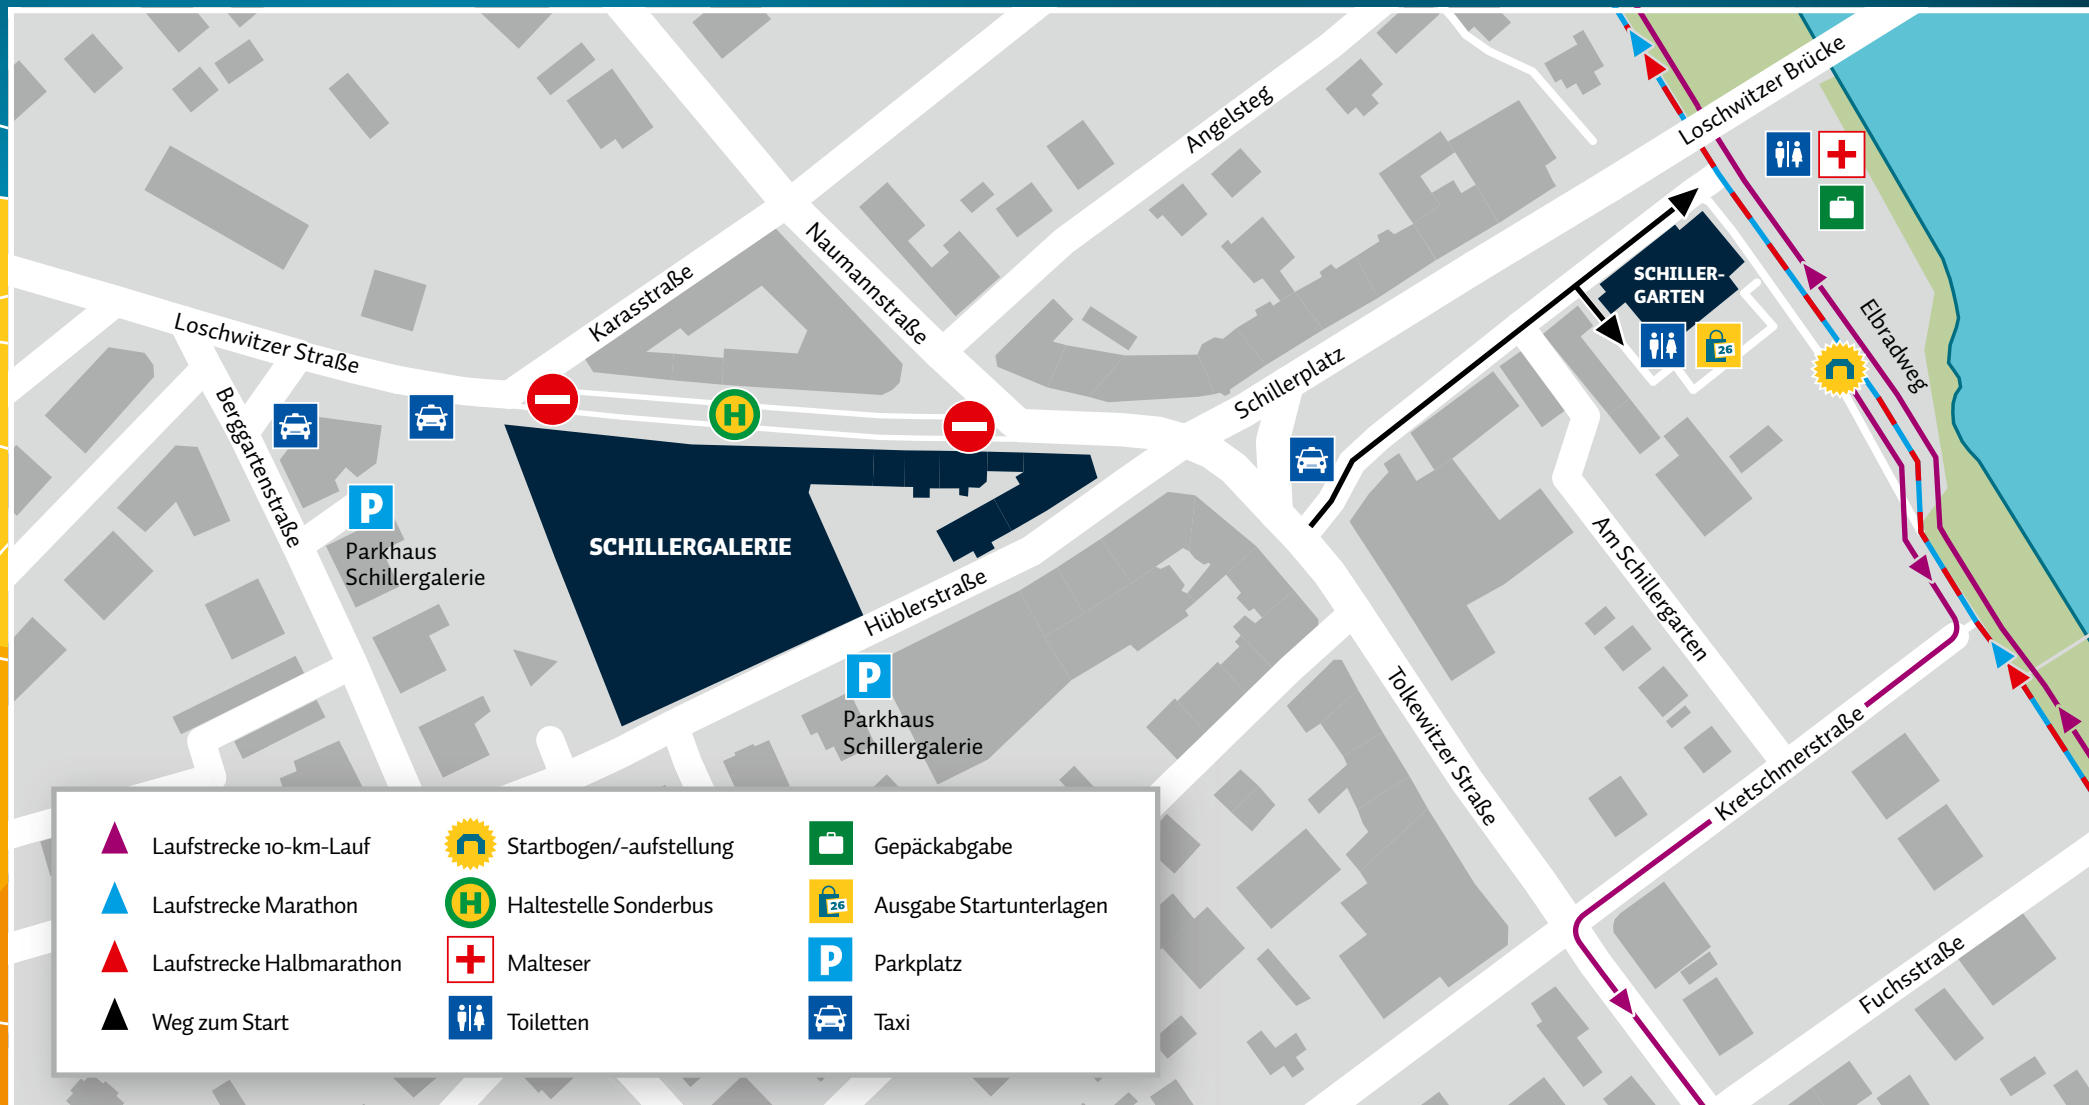 Loschwitzer Brücke
Angelsteg
Naumannstraße
Karasstraße
Loschwitzer Straße
SCHILLER-
GARTEN
26
Elbradweg
Schillerplatz
Berggartenstraße
H
P
Parkhaus
Schillergalerie
SCHILLERGALERIE
Hüblerstraße
Am Schillergarten
P
Parkhaus
Schillergalerie
Tolkewitzer Straße
Kretschmerstraße
Fuchsstraße
Laufstrecke 10-km-Lauf
Laufstrecke Marathon
Laufstrecke Halbmarathon
Weg zum Start
Startbogen/-aufstellung
H Haltestelle Sonderbus
Malteser
Toiletten
Gepäckabgabe
26 Ausgabe Startunterlagen
P Parkplatz
Taxi